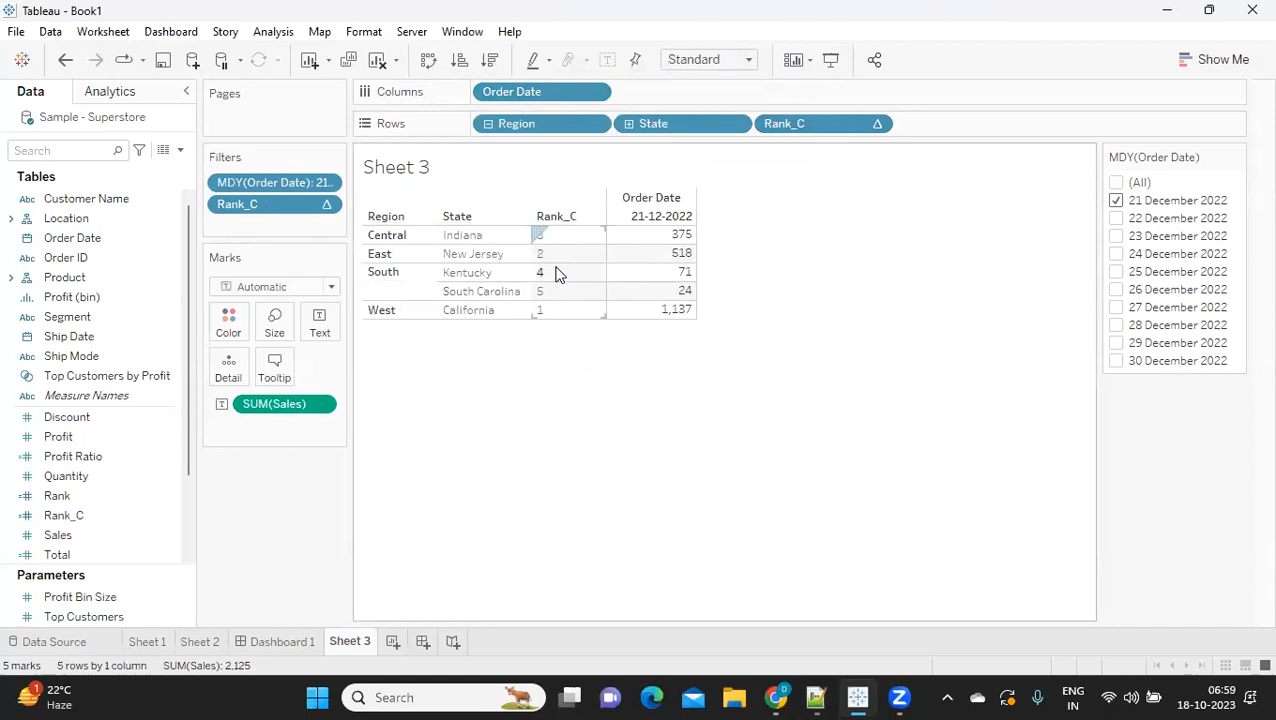 Tableau - Book1
File Data Worksheet Dashboard Story Analysis Map Format Server Window Help
Standard
Show Me
Data Analytics
Sample - Superstore
Search
Tables
Customer Name
Location
Order Date
Order ID
Product
Profit (bin)
Segment
Ship Date
Ship Mode
Top Customers by Profit
Measure Names
Discount
Profit
Profit Ratio
Quantity
Rank
Rank_C
Sales
Total
Parameters
Profit Bin Size
Top Customers
Pages
Filters
MDY(Order Date): 21..
Rank_C
Marks
Automatic
Color Size Text
Detail Tooltip
SUM(Sales)
Columns Order Date
Rows Region State Rank_C
Sheet 3
Order Date
Region State Rank_C 21-12-2022
Central Indiana 3 375
East New Jersey 2 518
South Kentucky 4 71
South Carolina 5 24
West California 1 1,137
MDY(Order Date)
(All)
21 December 2022
22 December 2022
23 December 2022
24 December 2022
25 December 2022
26 December 2022
27 December 2022
28 December 2022
29 December 2022
30 December 2022
Data Source Sheet 1 Sheet 2 Dashboard 1 Sheet 3
5 marks 5 rows by 1 column SUM(Sales): 2,125
1
22°C
Haze
Search
ENG
IN
06:59
18-10-2023